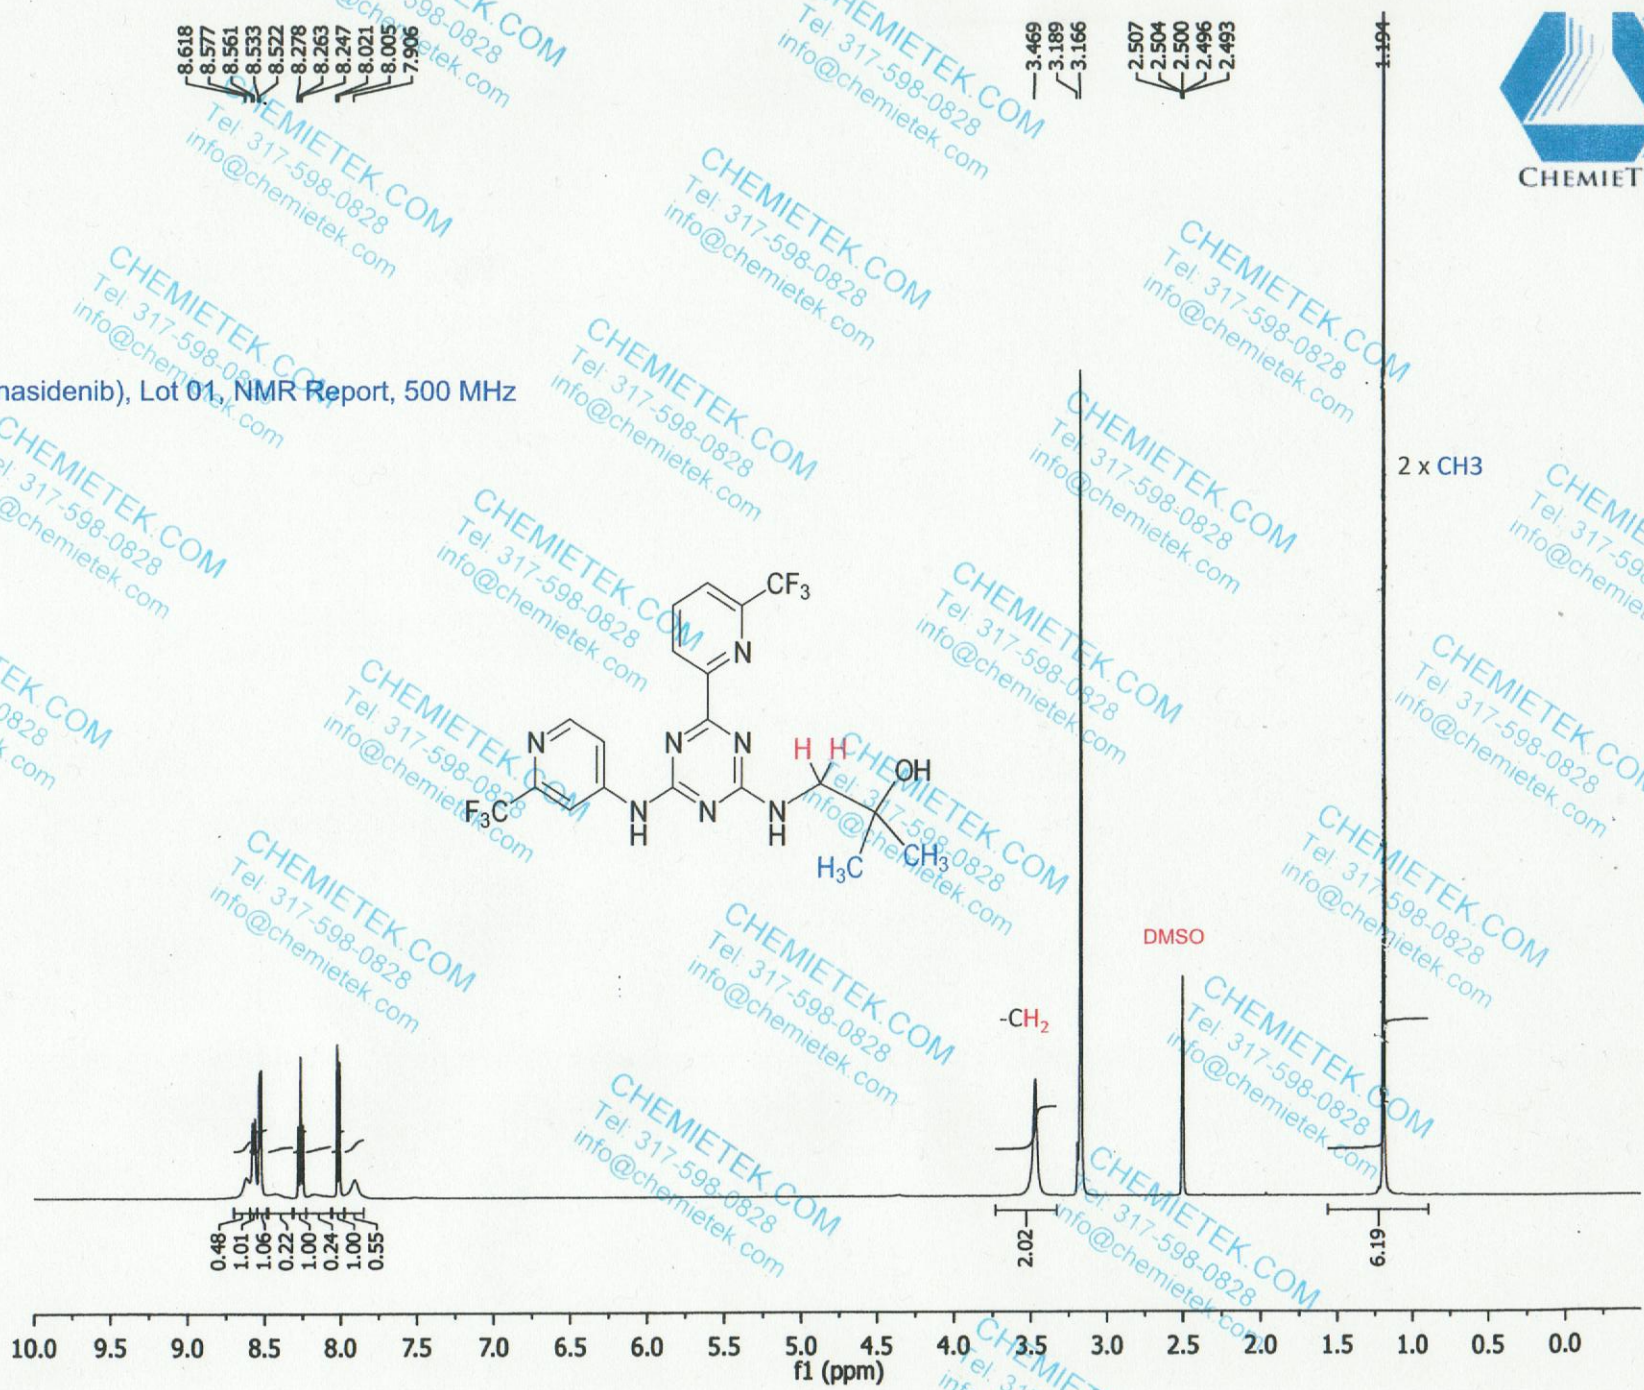 8.618
8.577
8.561
8.533
8.522
8.278
8.263
8.247
8.021
8.005
7.906
3.469
3.189
3.166
2.507
2.504
2.500
2.496
2.493
1.194
CHEMIET
nasidenib), Lot 01, NMR Report, 500 MHz
2 x CH3
CF3
N
N
N
N
H H
OH
F3C
N
H
N
N
H
H3C
CH3
DMSO
-CH2
0.48
1.01
1.06
0.22
1.00
0.24
1.00
0.55
2.02
6.19
10.0 9.5 9.0 8.5 8.0 7.5 7.0 6.5 6.0 5.5 5.0 4.5 4.0 3.5 3.0 2.5 2.0 1.5 1.0 0.5 0.0
f1 (ppm)
CHEMIETEK.COM
Tel: 317-598-0828
info@chemietek.com